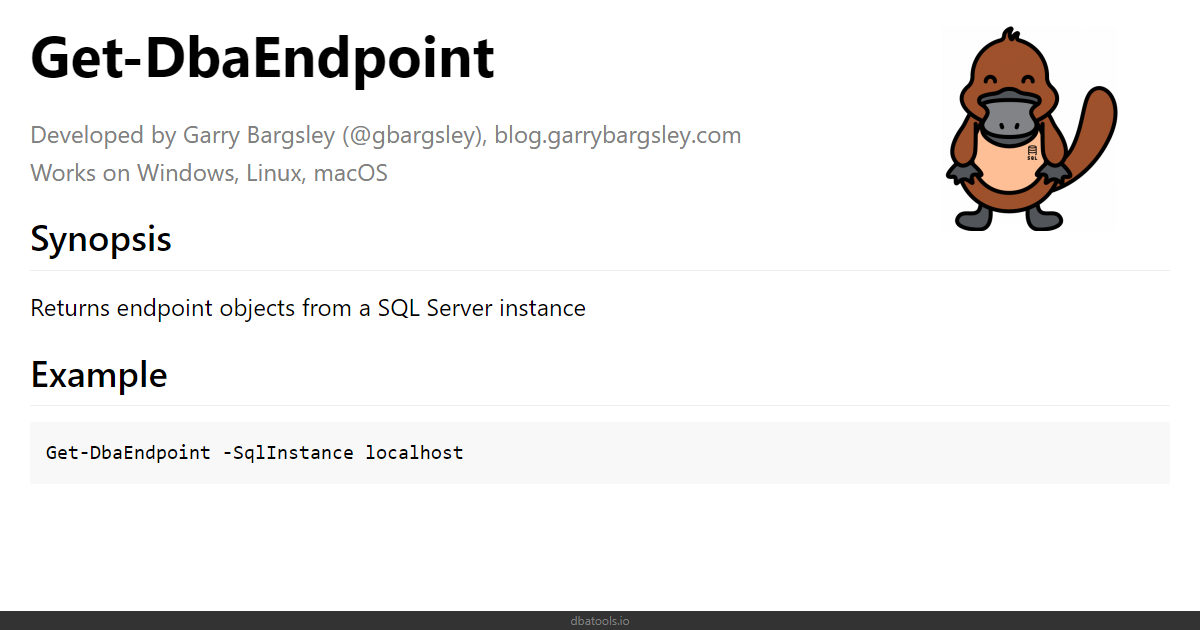 Get-DbaEndpoint
Developed by Garry Bargsley (@gbargsley), blog.garrybargsley.com
Works on Windows, Linux, macOS
SQL
Synopsis
Returns endpoint objects from a SQL Server instance
Example
Get-DbaEndpoint -SqlInstance localhost
dbatools.io